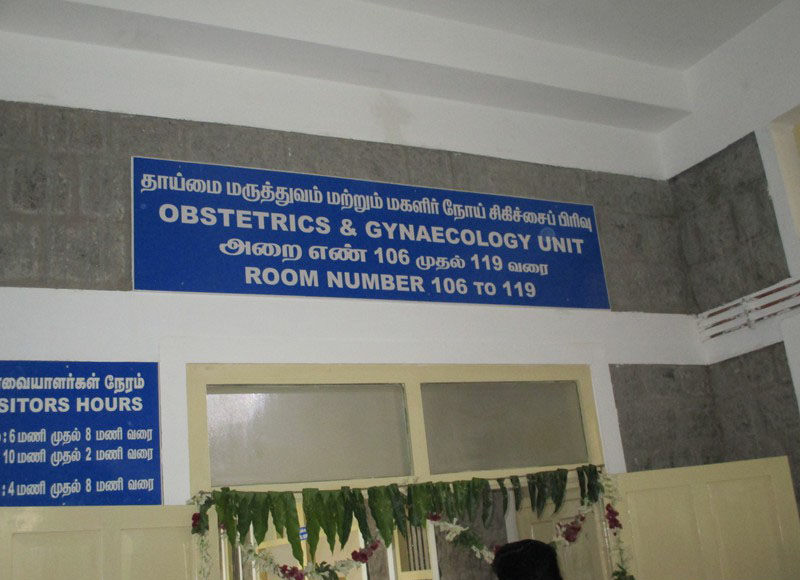 தாய்மை மருத்துவம் மற்றும் மகளிர் நோய் சிகிச்சைப் பிரிவு
OBSTETRICS & GYNAECOLOGY UNIT
அறை எண் 106 முதல் 119 வரை
ROOM NUMBER 106 TO 119
நேரம்
HOURS
: 6 மணி முதல் 8 மணி வரை
10 மணி முதல் 2 மணி வரை
: 4 மணி முதல் 8 மணி வரை